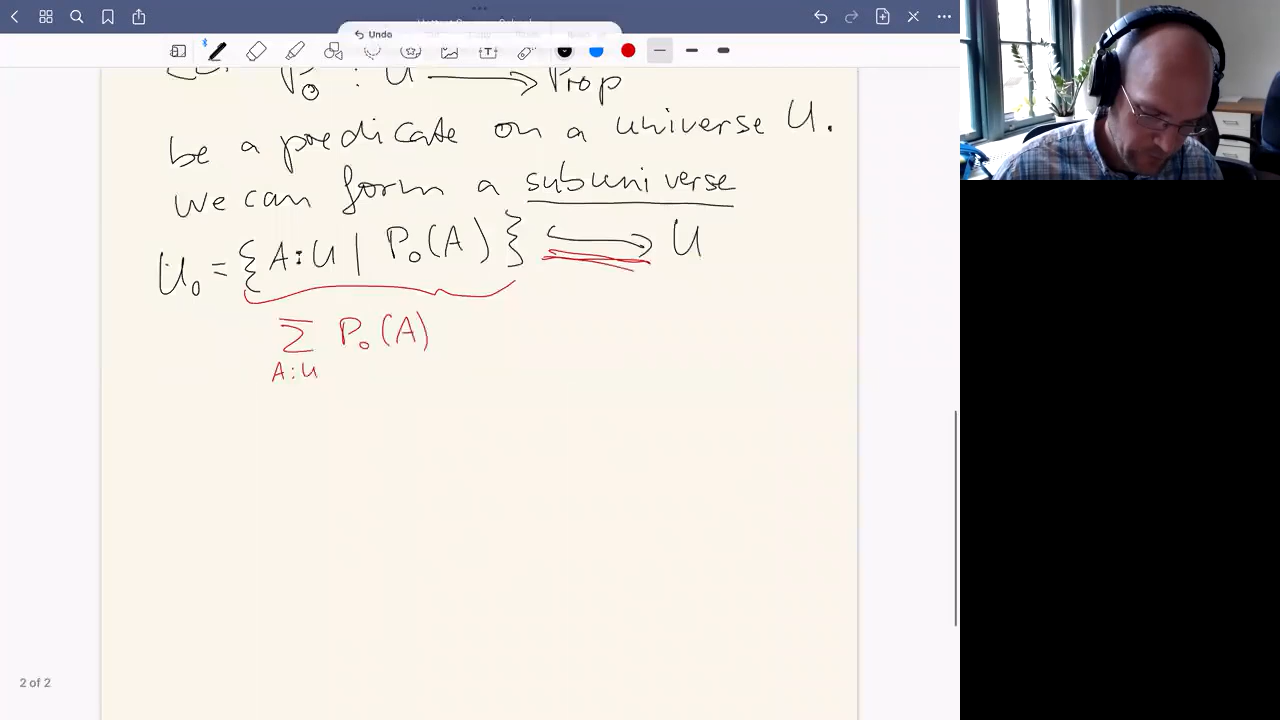 Undo
P₀ : U → Prop
be a predicate on a universe U.
We can form a subuniverse
U₀ = {A:U | P₀(A)} ↪ U
∑ P₀(A)
A:U
2 of 2